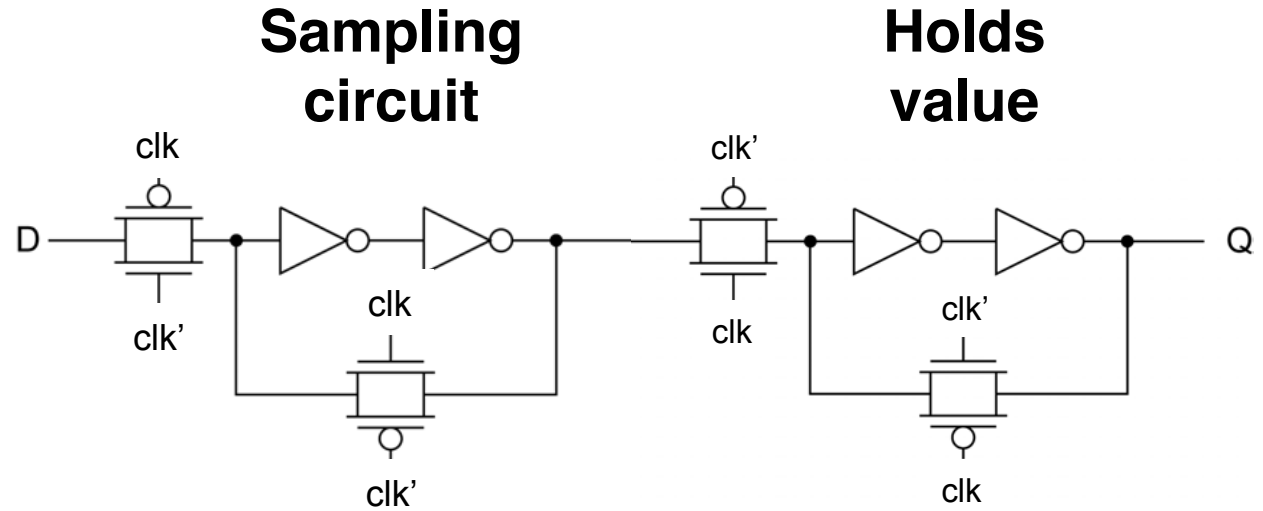 Sampling
circuit
Holds
value
clk
clk’
D
Q
clk’
clk
clk
clk’
clk’
clk